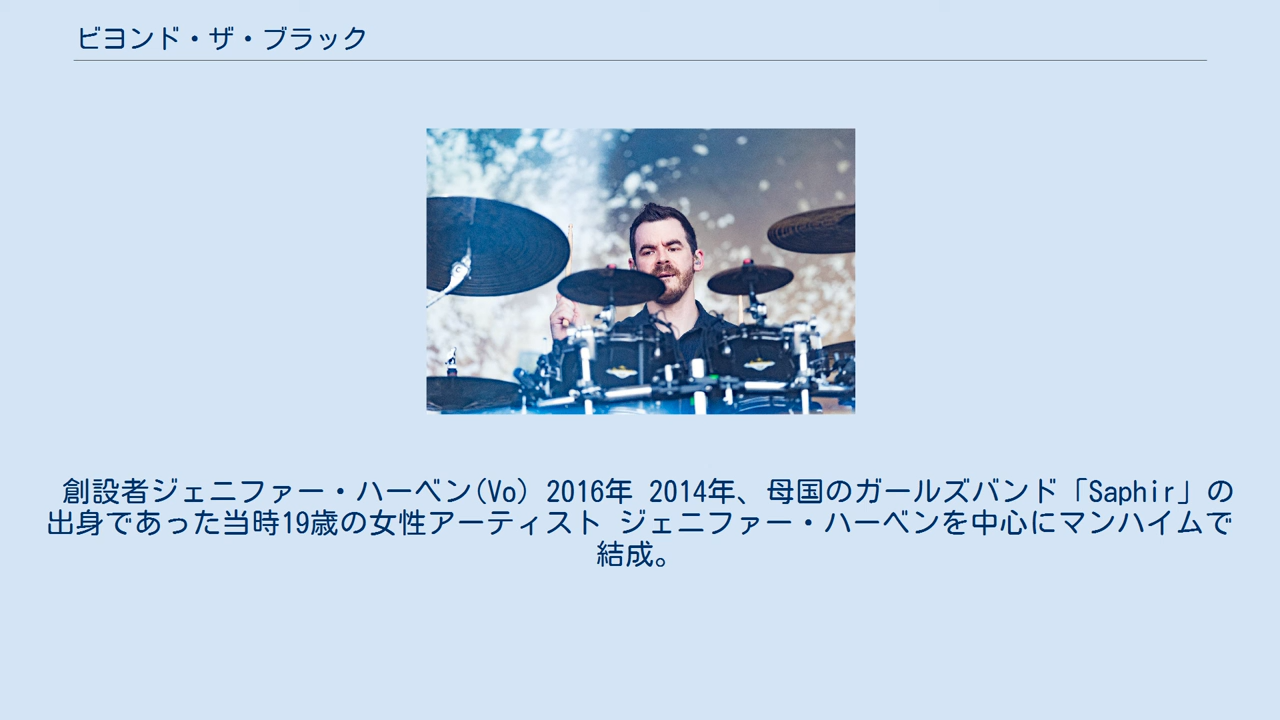 ビヨンド・ザ・ブラック
創設者ジェニファー・ハーベン(Vo) 2016年 2014年、母国のガールズバンド「Saphir」の
出身であった当時19歳の女性アーティスト ジェニファー・ハーベンを中心にマンハイムで
結成。